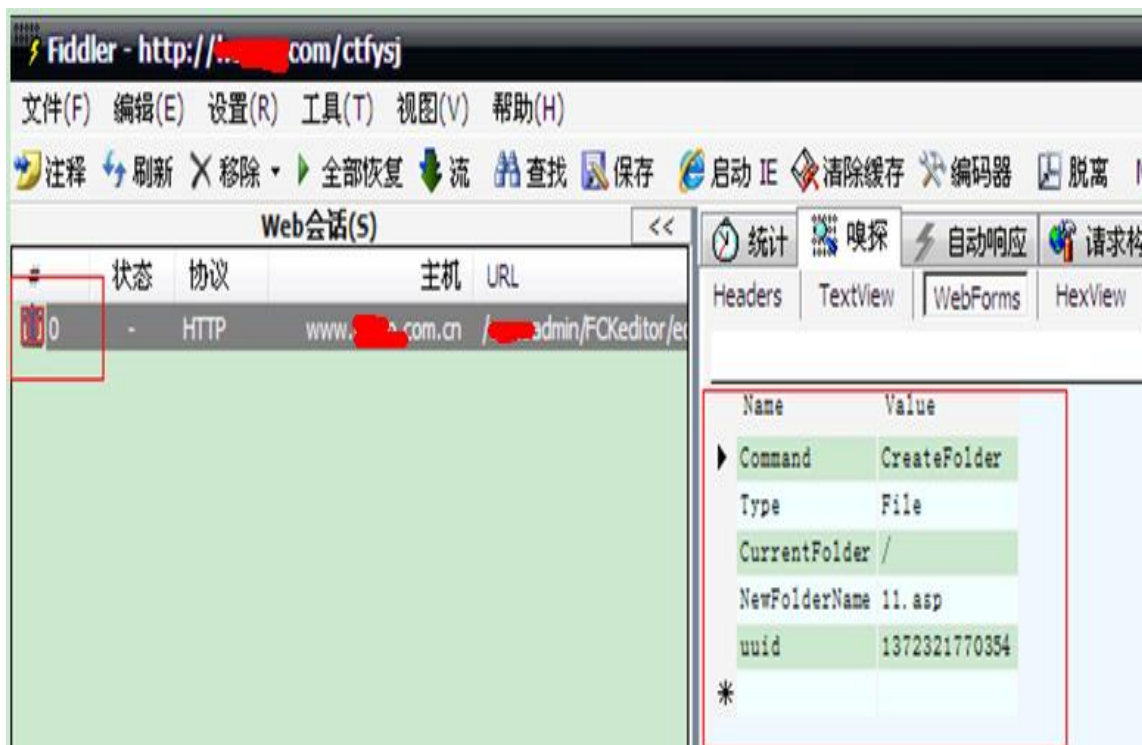 Fiddler - http:// com/ctfysj
文件(F) 编辑(E) 设置(R) 工具(T) 视图(V) 帮助(H)
注释 刷新 移除 全部恢复 流 查找 保存 启动 IE 清除缓存 编码器 脱离
Web会话(S) <<
# 状态 协议 主机 URL
0 - HTTP www. com.cn / admin/FCKeditor/e
统计 嗅探 自动响应 请求构
Headers TextView WebForms HexView
Name Value
Command CreateFolder
Type File
CurrentFolder /
NewFolderName 11.asp
uuid 1372321770354